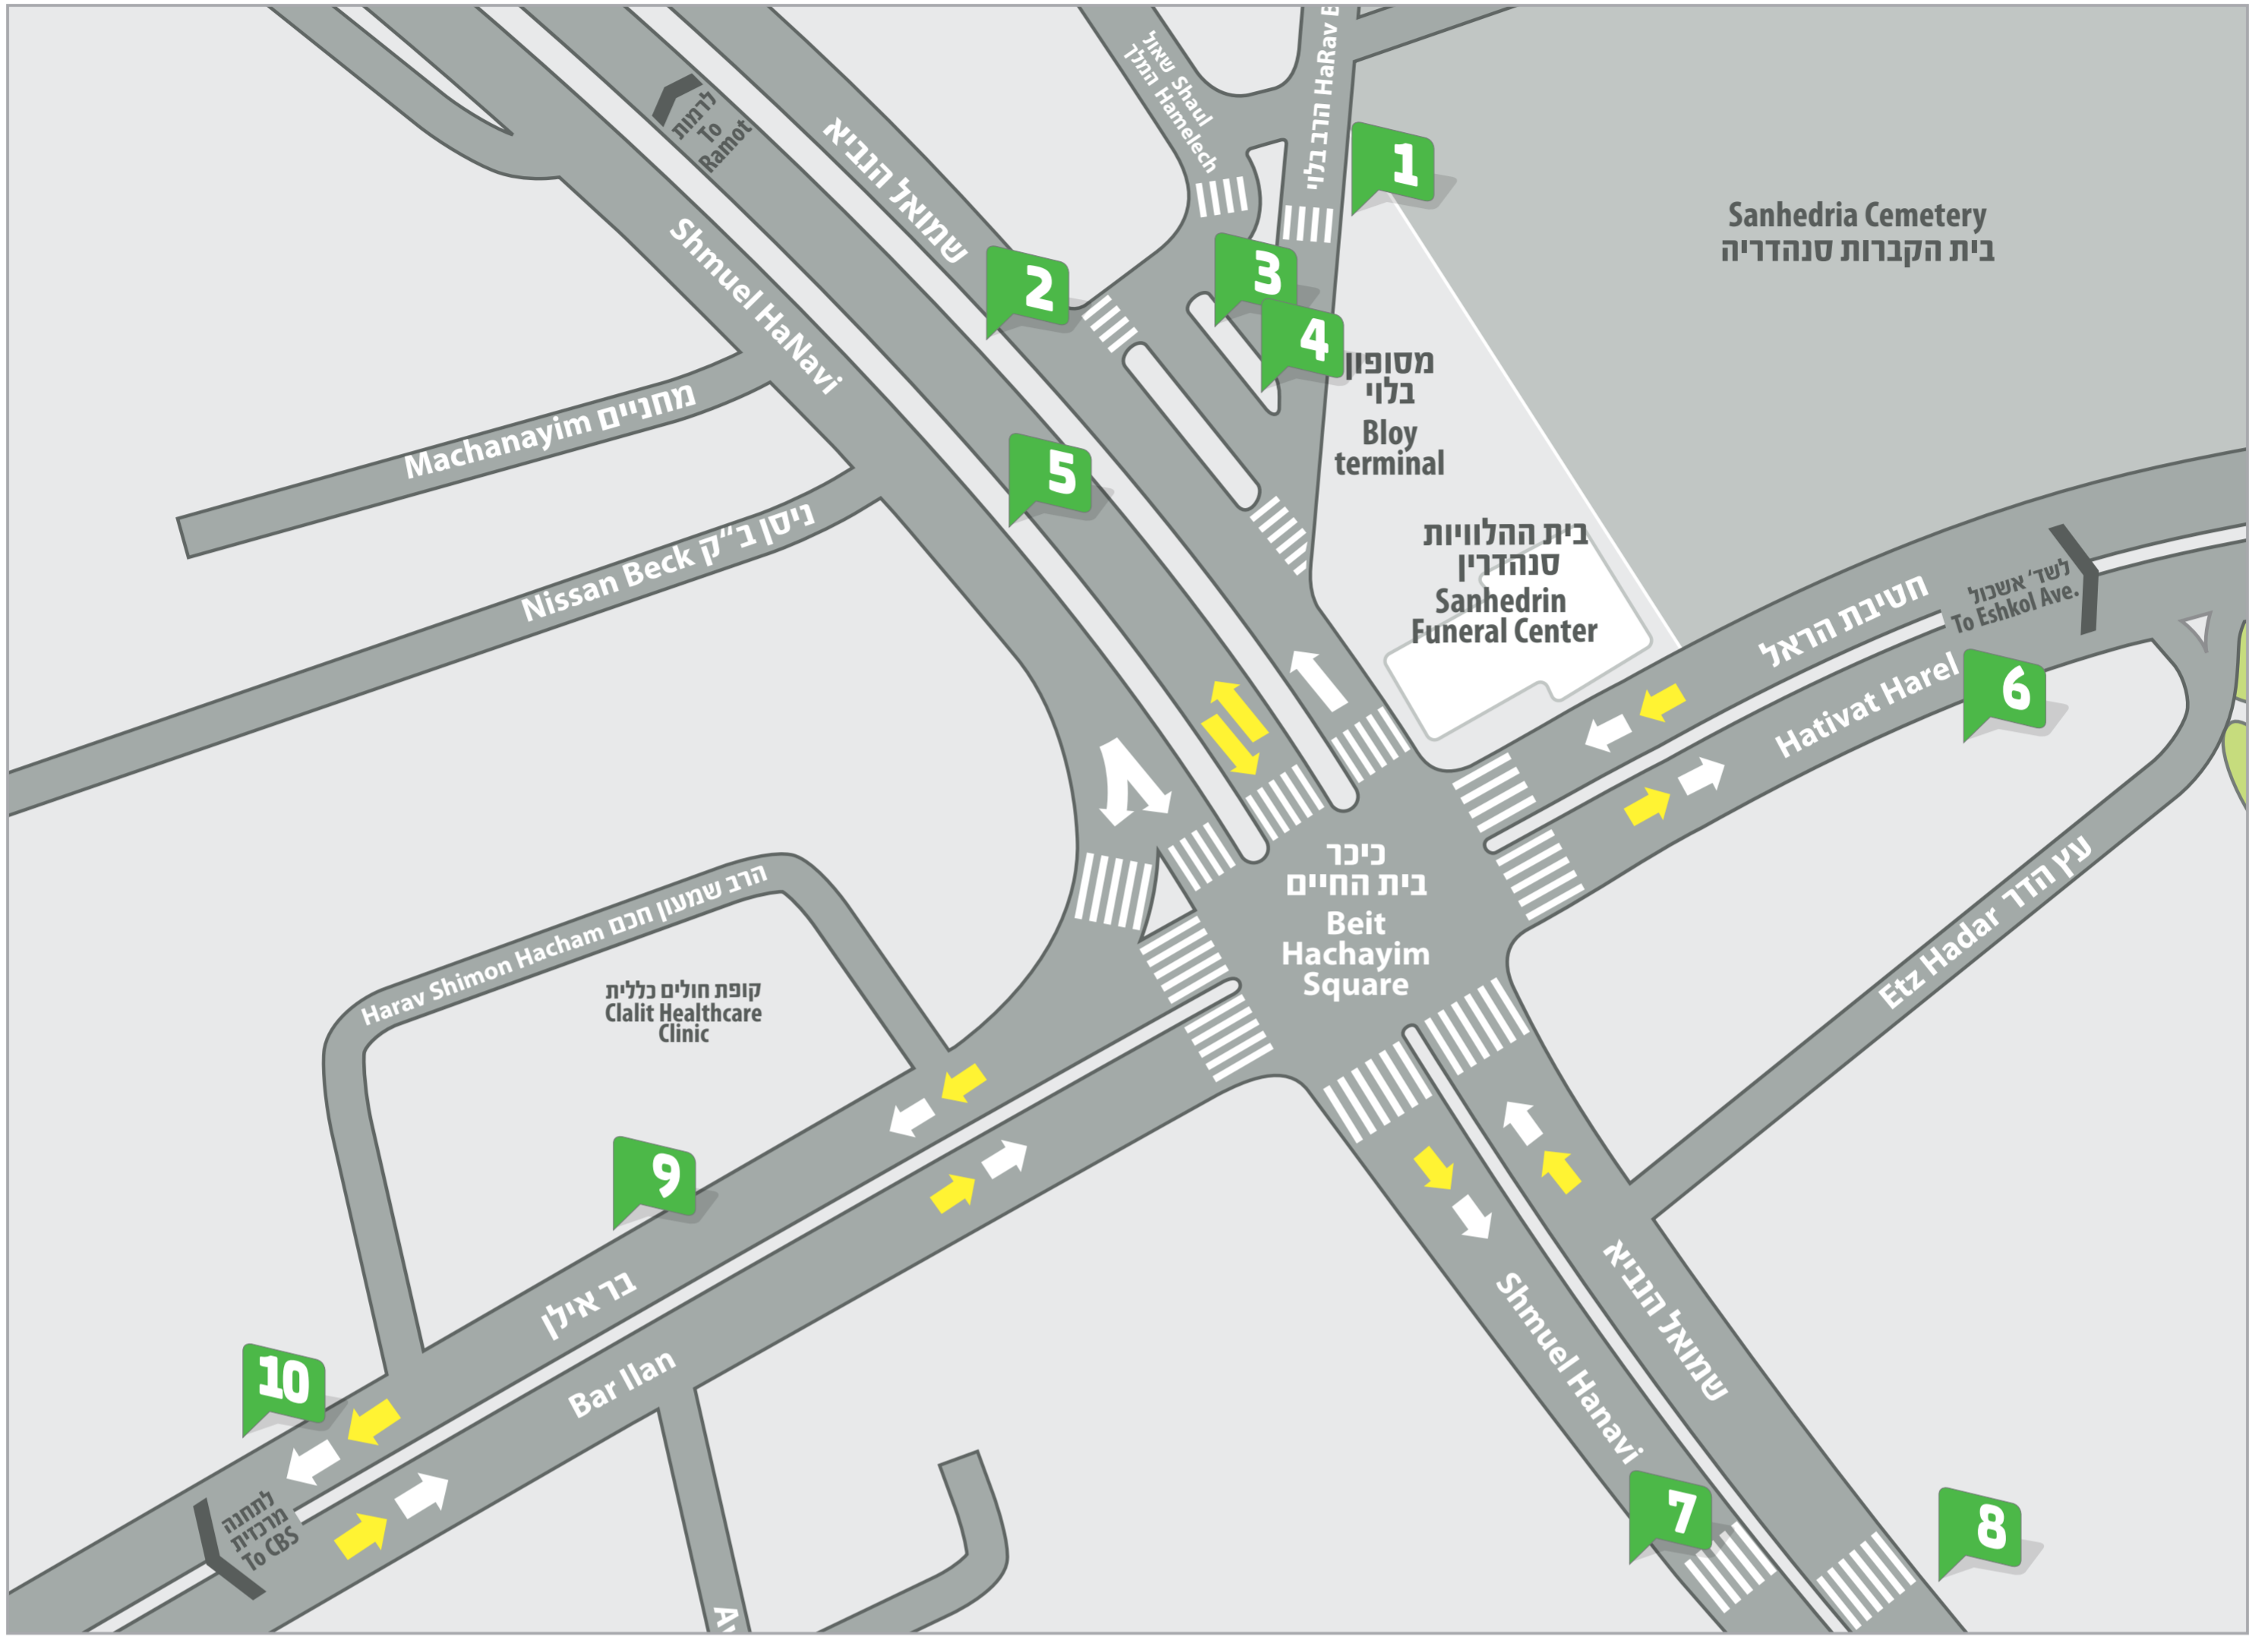 שאול Shaul
המלך Hamelech
הרב בלוי HaRav B
לרמות
To
Ramot
שמואל הנביא
Shmuel HaNavi
1
Sanhedria Cemetery
בית הקברות סנהדריה
2
3
4
מסופון
בלוי
Bloy
terminal
Machanayim מחניים
5
Nissan Beck ניסן ב״ק
בית ההלוויות
סנהדרין
Sanhedrin
Funeral Center
חטיבת הראל
לשד' אשכול
To Eshkol Ave.
Hativat Harel
6
כיכר
בית החיים
Beit
Hachayim
Square
Etz Hadar עץ הדר
Harav Shimon Hacham הרב שמעון חכם
קופת חולים כללית
Clalit Healthcare
Clinic
9
בר אילן
Bar Ilan
10
לתחנה
מרכזית
To CBS
Shmuel Hanavi
שמואל הנביא
7
8